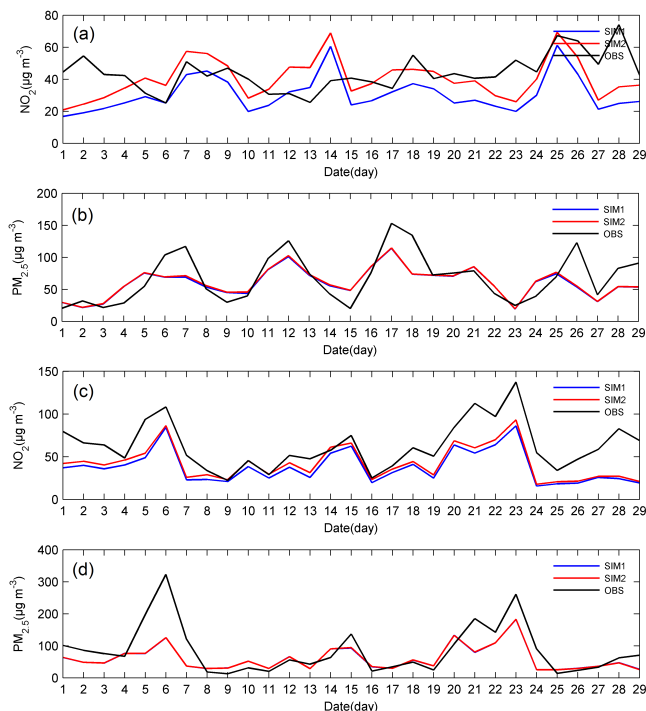 80
(a)
SIM1
60
SIM2
OBS
40
NO2(µg m-3)
20
0
1 2 3 4 5 6 7 8 9 10 11 12 13 14 15 16 17 18 19 20 21 22 23 24 25 26 27 28 29
Date(day)
200
(b)
SIM1
150
SIM2
OBS
100
PM2.5(µg m-3)
50
0
1 2 3 4 5 6 7 8 9 10 11 12 13 14 15 16 17 18 19 20 21 22 23 24 25 26 27 28 29
Date(day)
150
(c)
SIM1
SIM2
100
OBS
NO2(µg m-3)
50
0
1 2 3 4 5 6 7 8 9 10 11 12 13 14 15 16 17 18 19 20 21 22 23 24 25 26 27 28 29
Date(day)
400
(d)
SIM1
300
SIM2
OBS
200
PM2.5(µg m-3)
100
0
1 2 3 4 5 6 7 8 9 10 11 12 13 14 15 16 17 18 19 20 21 22 23 24 25 26 27 28 29
Date(day)